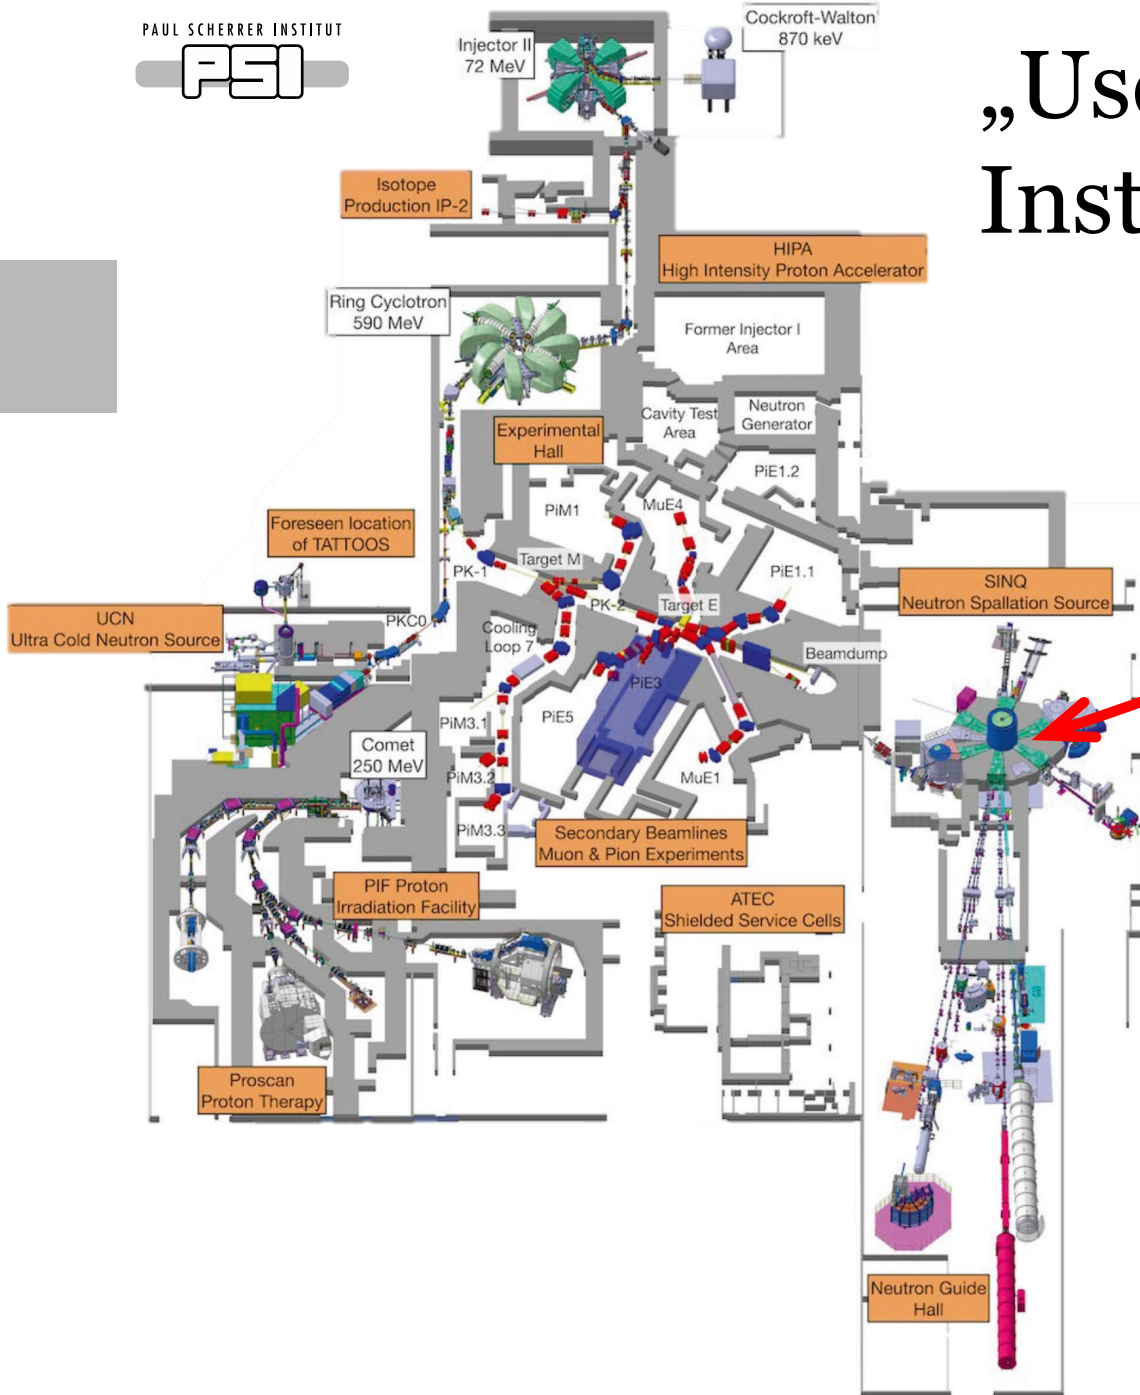 PAUL SCHERRER INSTITUT
PSI
Cockroft-Walton
870 keV
Injector II
72 MeV
„Use
Inst
Isotope
Production IP-2
HIPA
High Intensity Proton Accelerator
Ring Cyclotron
590 MeV
Former Injector I
Area
Cavity Test
Area
Neutron
Generator
Experimental
Hall
PiE1.2
PiM1
MuE4
Foreseen location
of TATTOOS
Target M
PK-1
PiE1.1
SINQ
Neutron Spallation Source
PK-2
Target E
UCN
Ultra Cold Neutron Source
PKC0
Cooling
Loop 7
Beamdump
PiE3
PiM3.1
PiE5
Comet
250 MeV
PiM3.2
MuE1
PiM3.3
Secondary Beamlines
Muon & Pion Experiments
PIF Proton
Irradiation Facility
ATEC
Shielded Service Cells
Proscan
Proton Therapy
Neutron Guide
Hall